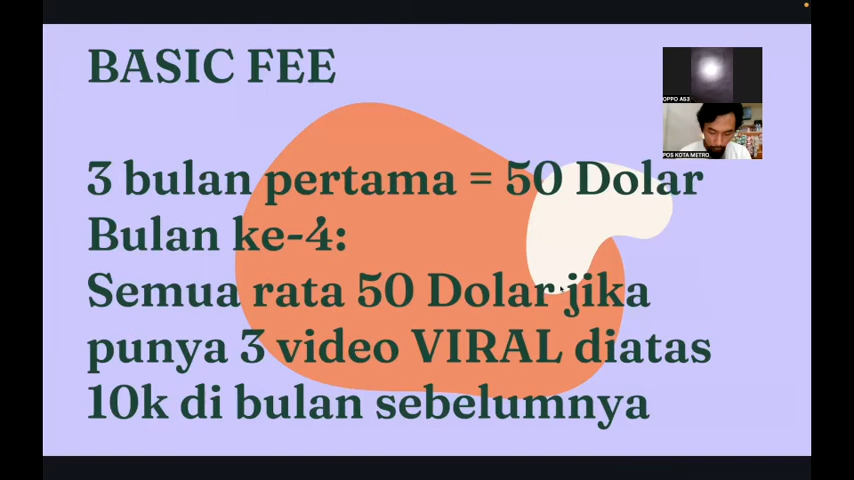 BASIC FEE
3 bulan pertama = 50 Dolar
Bulan ke-4:
Semua rata 50 Dolar jika
punya 3 video VIRAL diatas
10k di bulan sebelumnya
OPPO A53
POS KOTA METRO